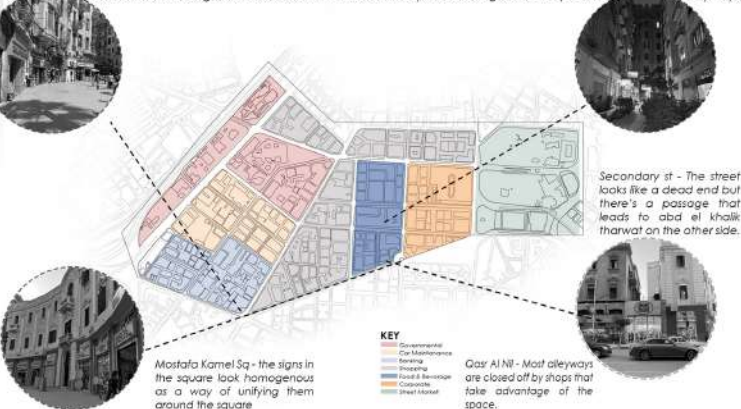 Secondary st - The street
looks like a dead end but
there's a passage that
leads to abd el khalik
tharwat on the other side.
Mostafa Kamel Sq - the signs in
the square look homogenous
as a way of unifying them
around the square
KEY
Governmental
Car Maintenance
Banking
Shopping
Food & Beverage
Corporate
Street Market
Qasr Al Nil - Most alleyways
are closed off by shops that
take advantage of the
space.